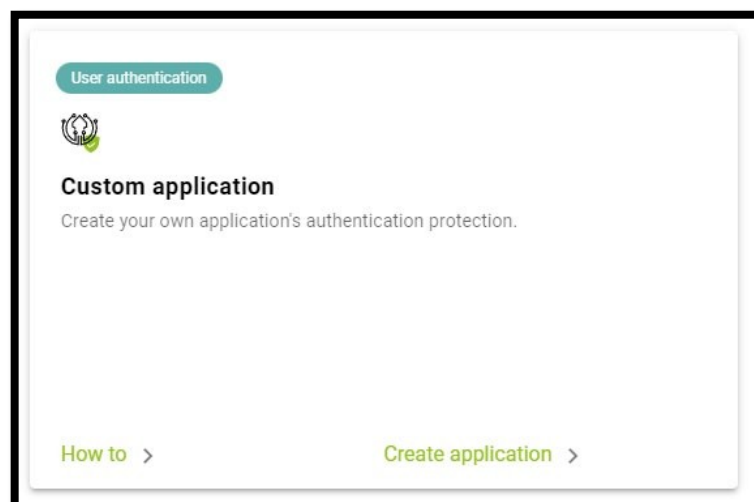 User authentication
Custom application
Create your own application's authentication protection.
How to
Create application